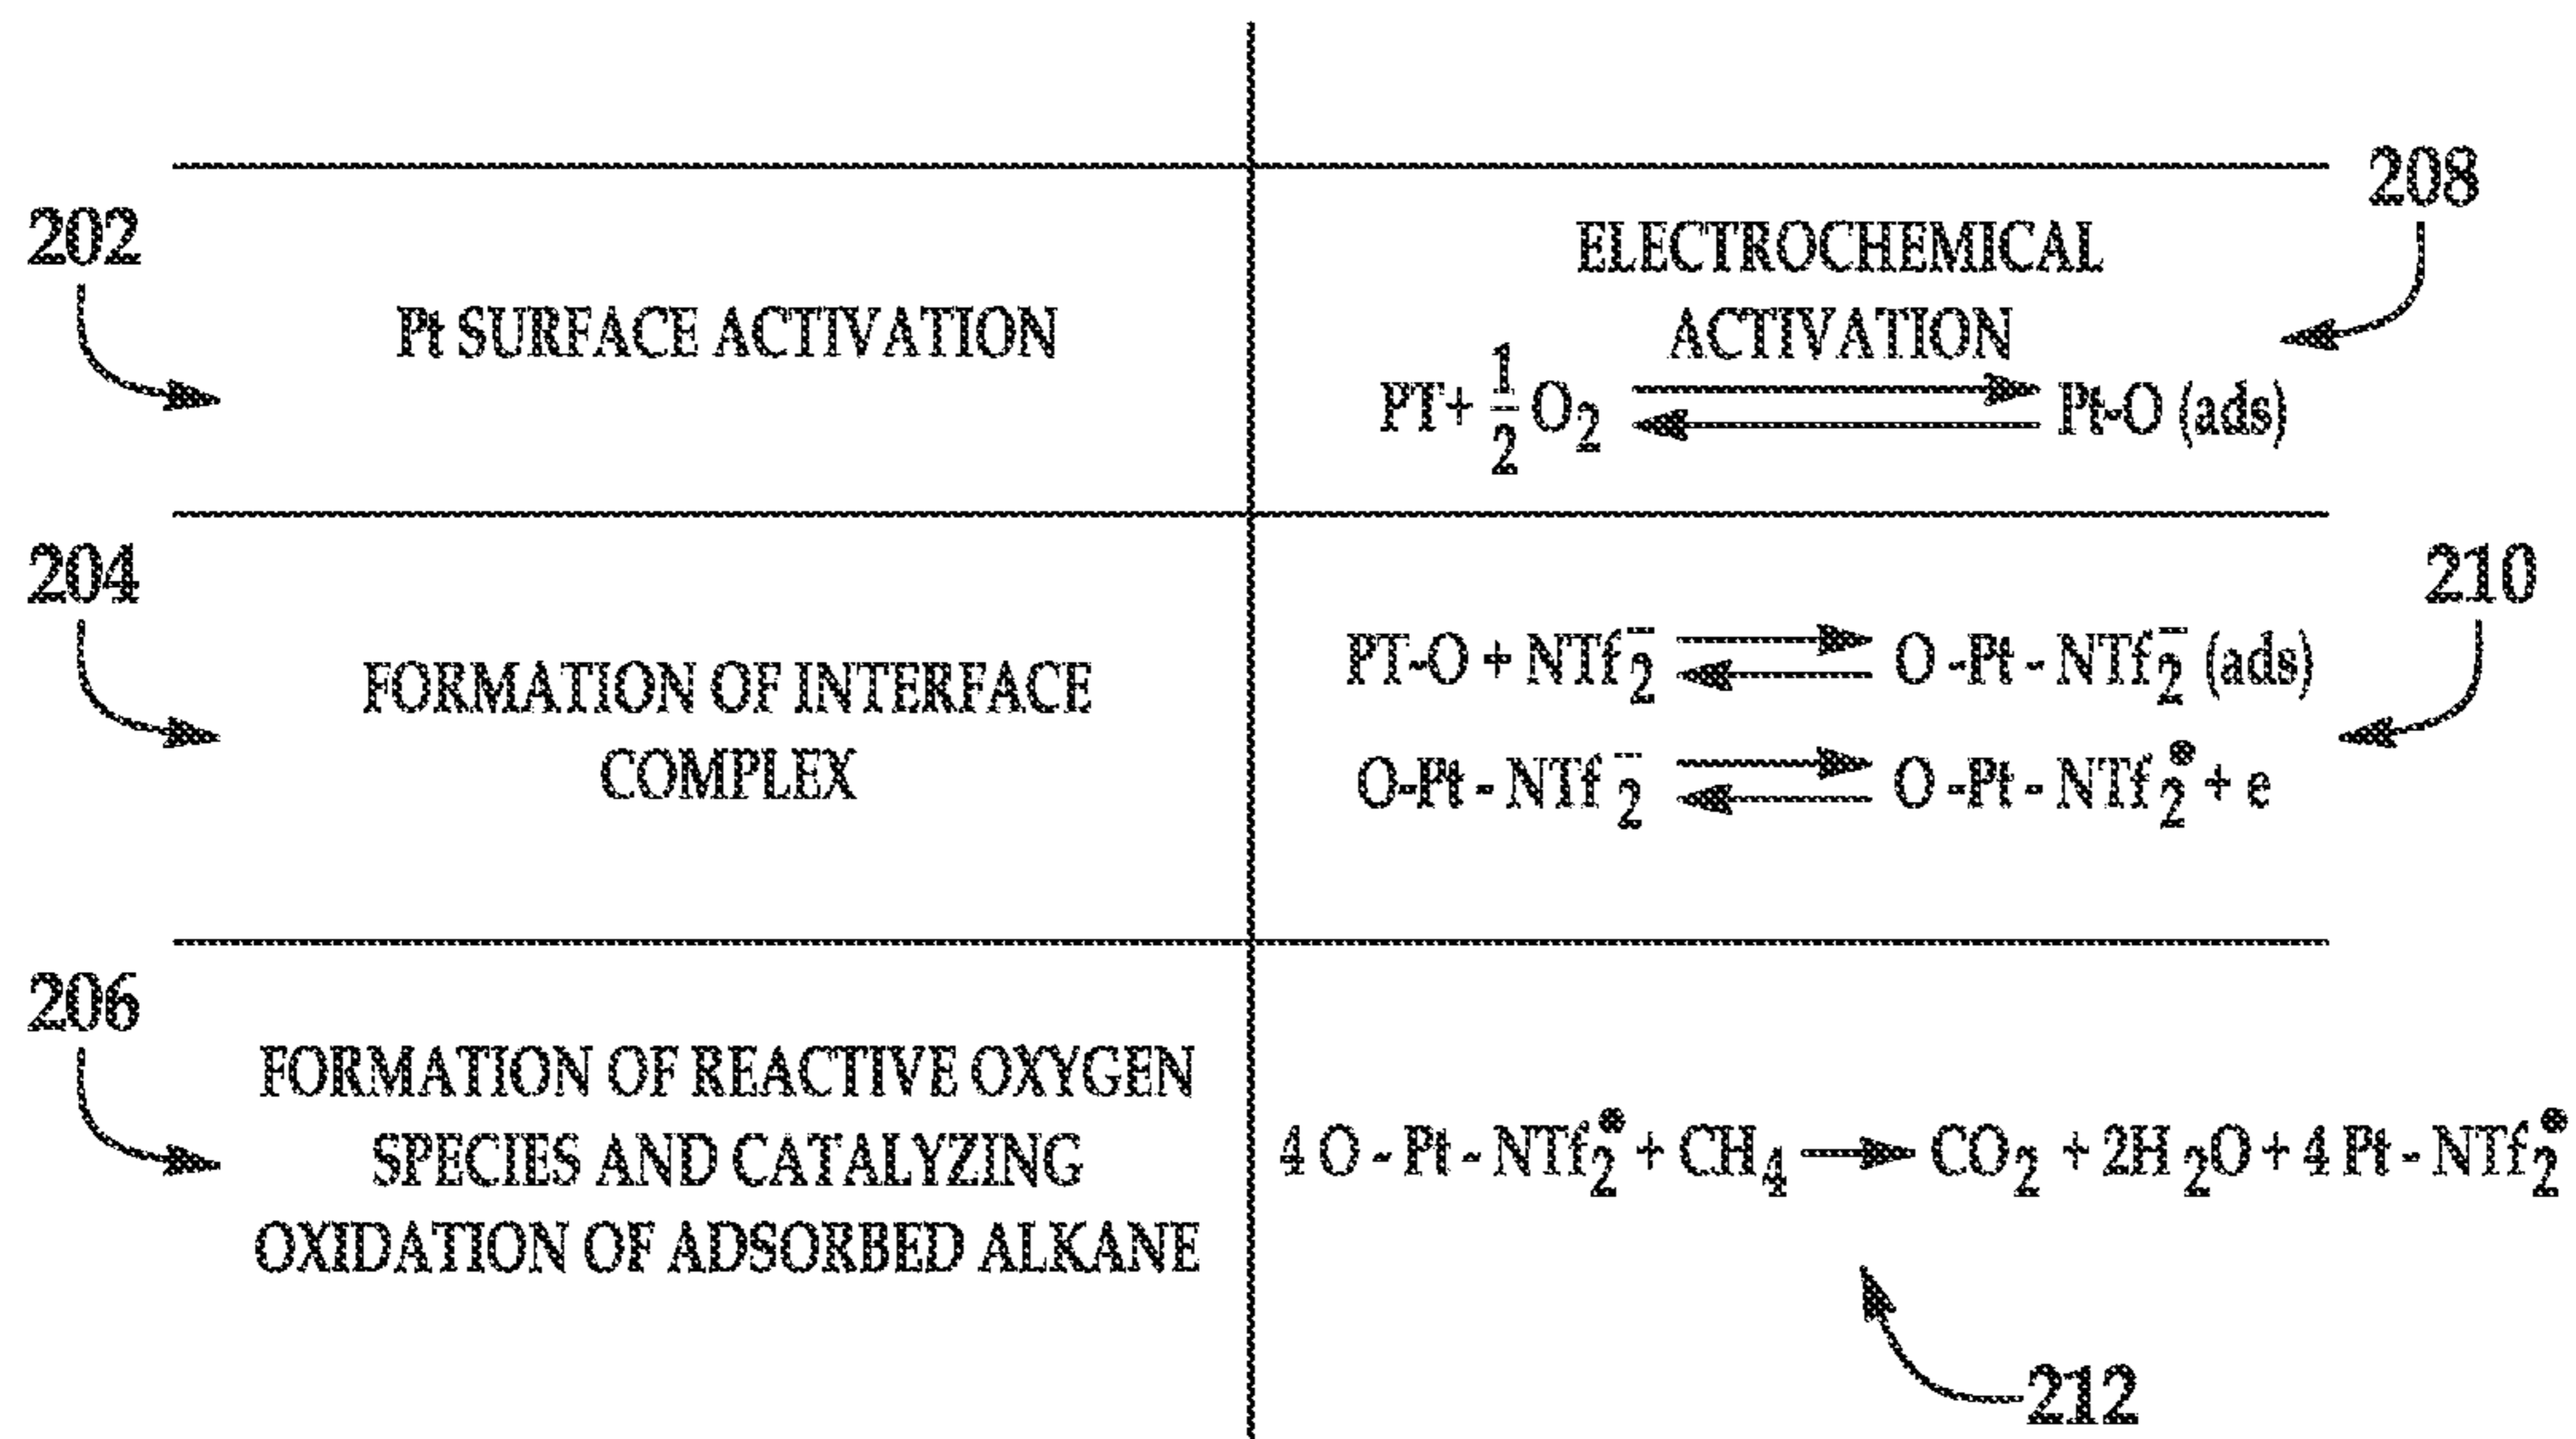 208
202
ELECTROCHEMICAL
Pt SURFACE ACTIVATION
ACTIVATION
PT + 1/2 O₂ ⇌ Pt-O (ads)
204
210
FORMATION OF INTERFACE
COMPLEX
PT-O + NTf₂⁻ ⇌ O-Pt-NTf₂⁻ (ads)
O-Pt-NTf₂⁻ ⇌ O-Pt-NTf₂^⊗ + e
206
FORMATION OF REACTIVE OXYGEN
SPECIES AND CATALYZING
OXIDATION OF ADSORBED ALKANE
4 O-Pt-NTf₂^⊗ + CH₄ → CO₂ + 2H₂O + 4 Pt-NTf₂^⊗
212